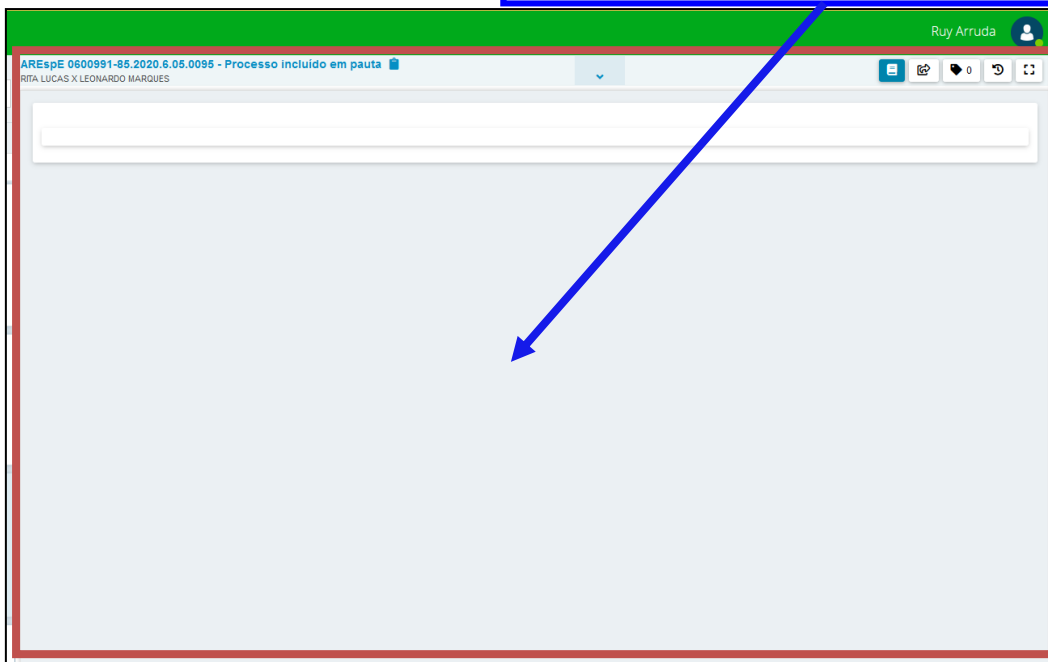 Ruy Arruda
AREspE 0600991-85.2020.6.05.0095 - Processo incluído em pauta
RITA LUCAS X LEONARDO MARQUES
0